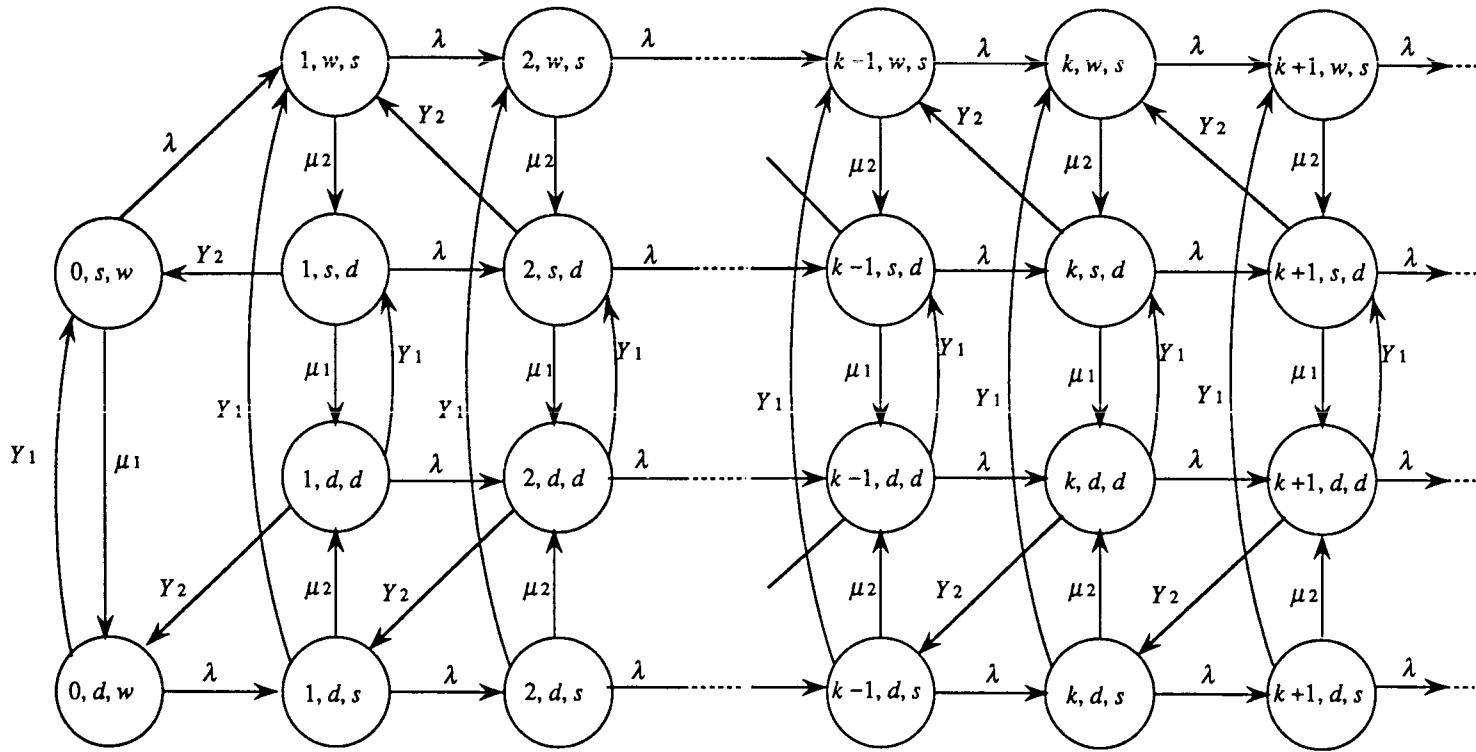 1, w, s λ 2, w, s λ k−1, w, s λ k, w, s λ k+1, w, s λ
λ μ2 Y2 μ2 μ2 Y2 μ2 Y2 μ2
0, s, w Y2 1, s, d λ 2, s, d λ k−1, s, d λ k, s, d λ k+1, s, d λ
Y1 μ1 Y1 Y1 μ1 Y1 Y1 μ1 Y1 Y1 μ1 Y1 Y1 μ1 Y1
Y1 μ1 1, d, d λ 2, d, d λ k−1, d, d λ k, d, d λ k+1, d, d λ
Y2 μ2 Y2 μ2 μ2 Y2 μ2 Y2 μ2
0, d, w λ 1, d, s λ 2, d, s λ k−1, d, s λ k, d, s λ k+1, d, s λ